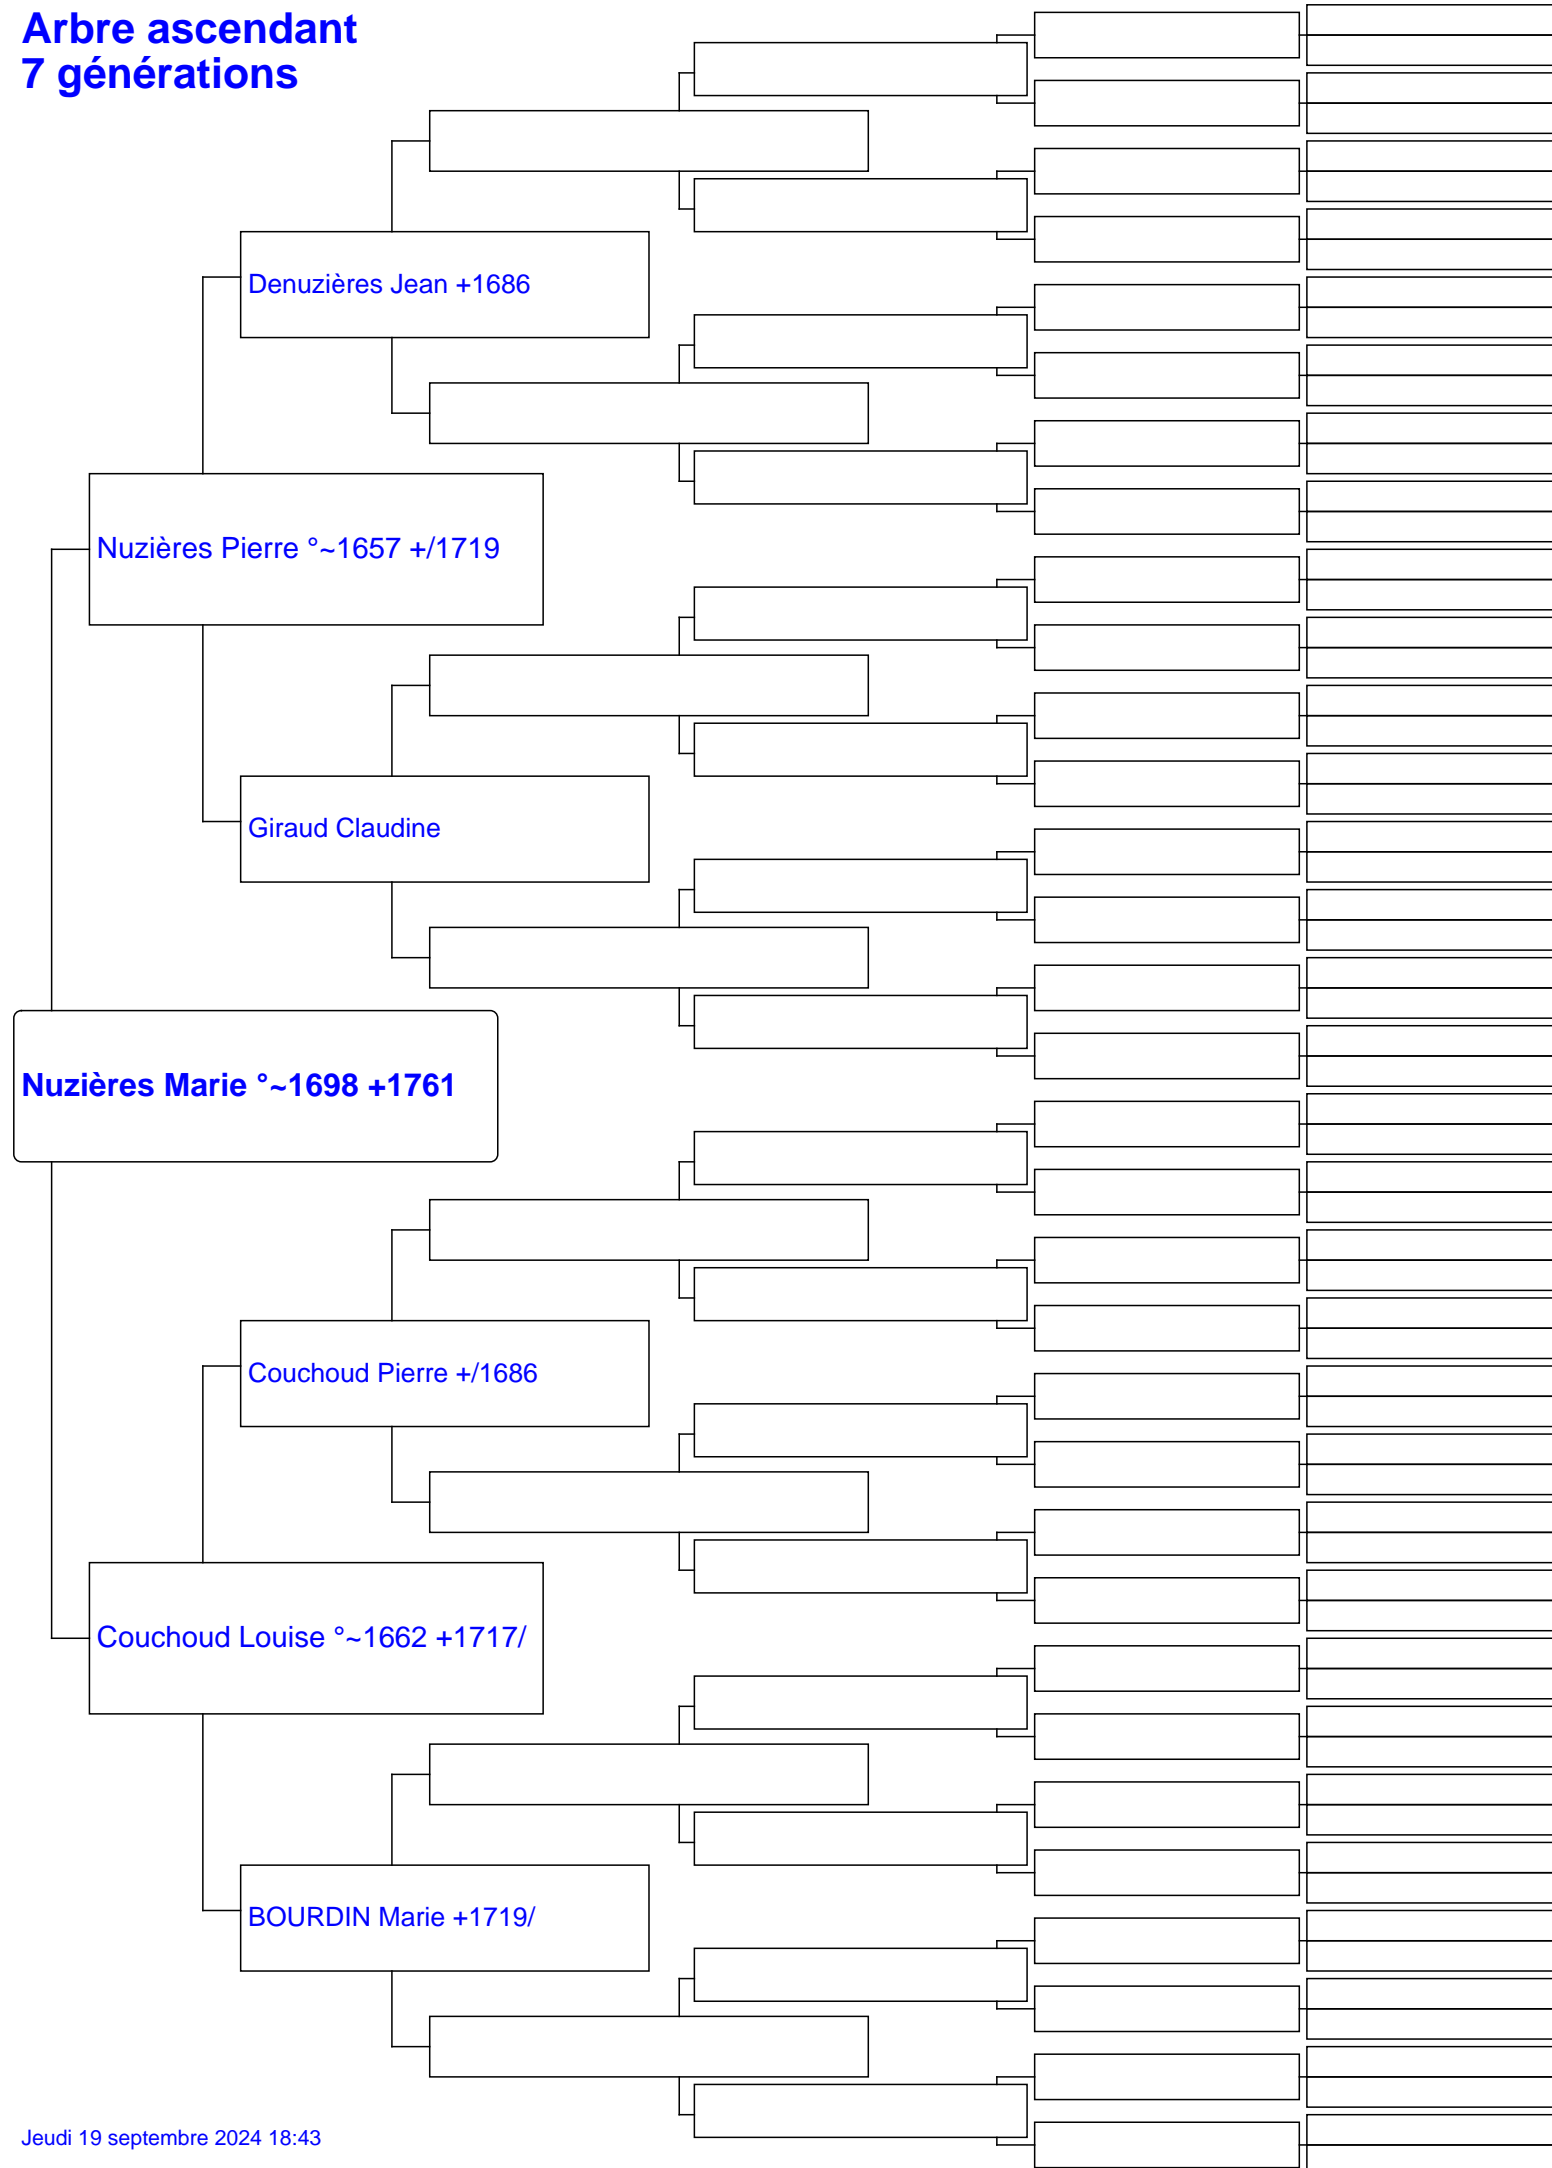 Arbre ascendant
7 générations
Denuzières Jean +1686
Nuzières Pierre °~1657 +/1719
Giraud Claudine
Nuzières Marie °~1698 +1761
Couchoud Pierre +/1686
Couchoud Louise °~1662 +1717/
BOURDIN Marie +1719/
Jeudi 19 septembre 2024 18:43